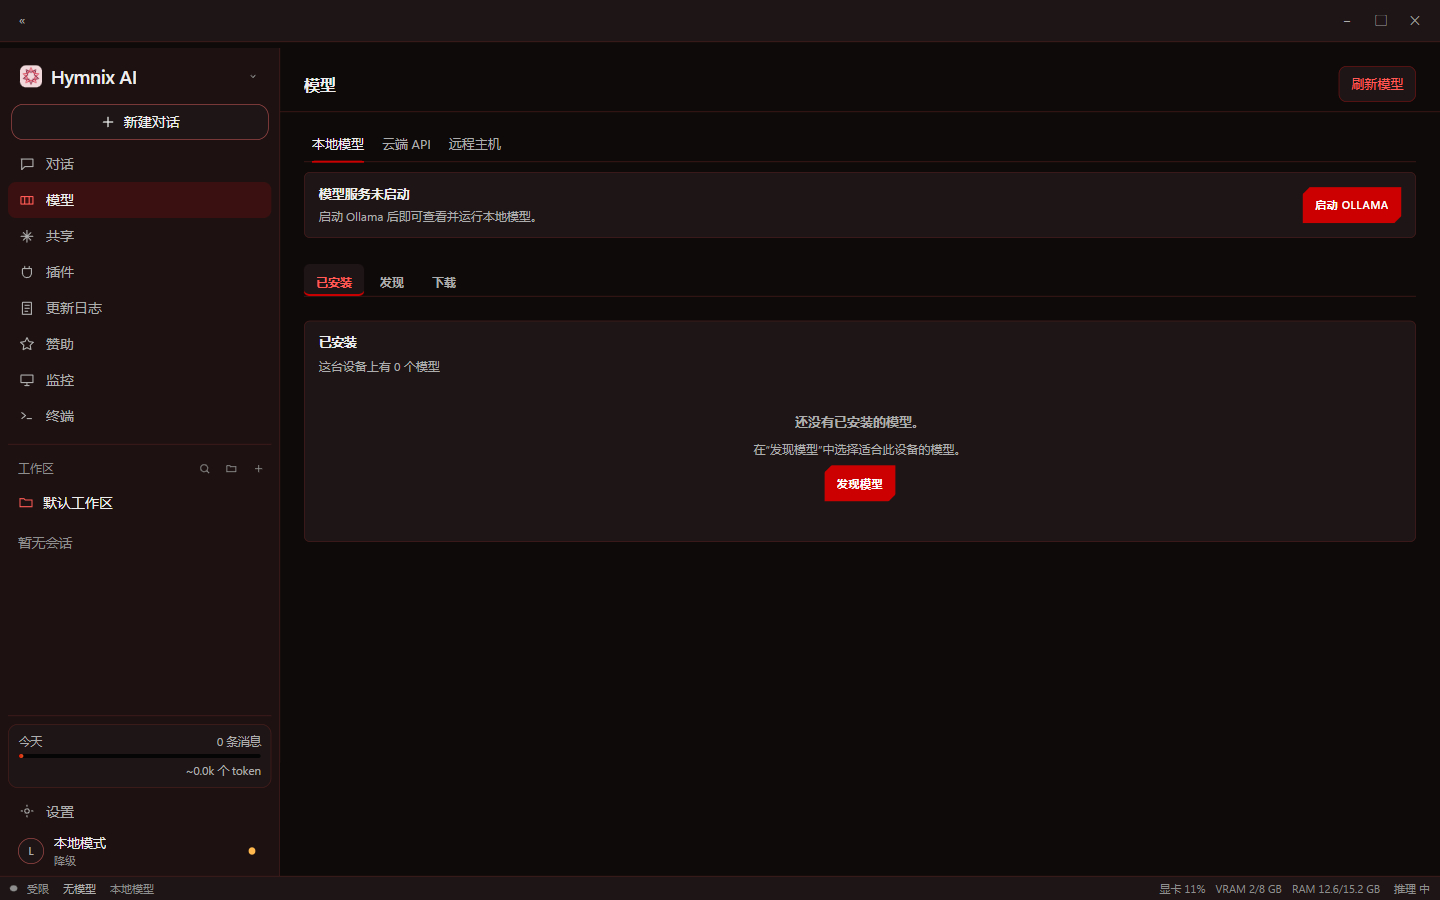 «
Hymnix AI
新建对话
对话
模型
共享
插件
更新日志
赞助
监控
终端
工作区
默认工作区
暂无会话
今天 0 条消息
~0.0k 个 token
设置
L
本地模式
降级
模型
刷新模型
本地模型 云端 API 远程主机
模型服务未启动
启动 Ollama 后即可查看并运行本地模型。
启动 OLLAMA
已安装 发现 下载
已安装
这台设备上有 0 个模型
还没有已安装的模型。
在"发现模型"中选择适合此设备的模型。
发现模型
受限 无模型 本地模型
显卡 11% VRAM 2/8 GB RAM 12.6/15.2 GB 推理 中